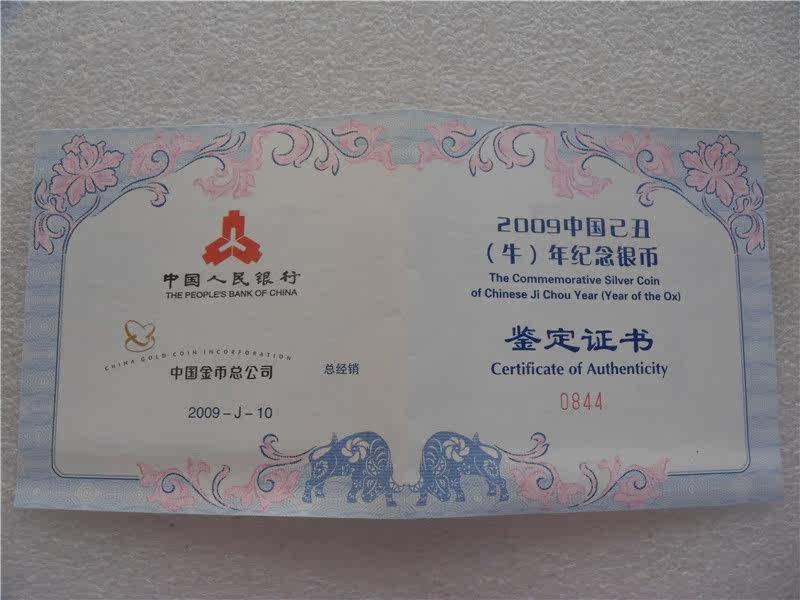 中国人民银行
THE PEOPLE'S BANK OF CHINA
CHINA GOLD COIN INCORPORATION
中国金币总公司
总经销
2009-J-10
2009中国己丑
（牛）年纪念银币
The Commemorative Silver Coin
of Chinese Ji Chou Year (Year of the Ox)
鉴定证书
Certificate of Authenticity
0844